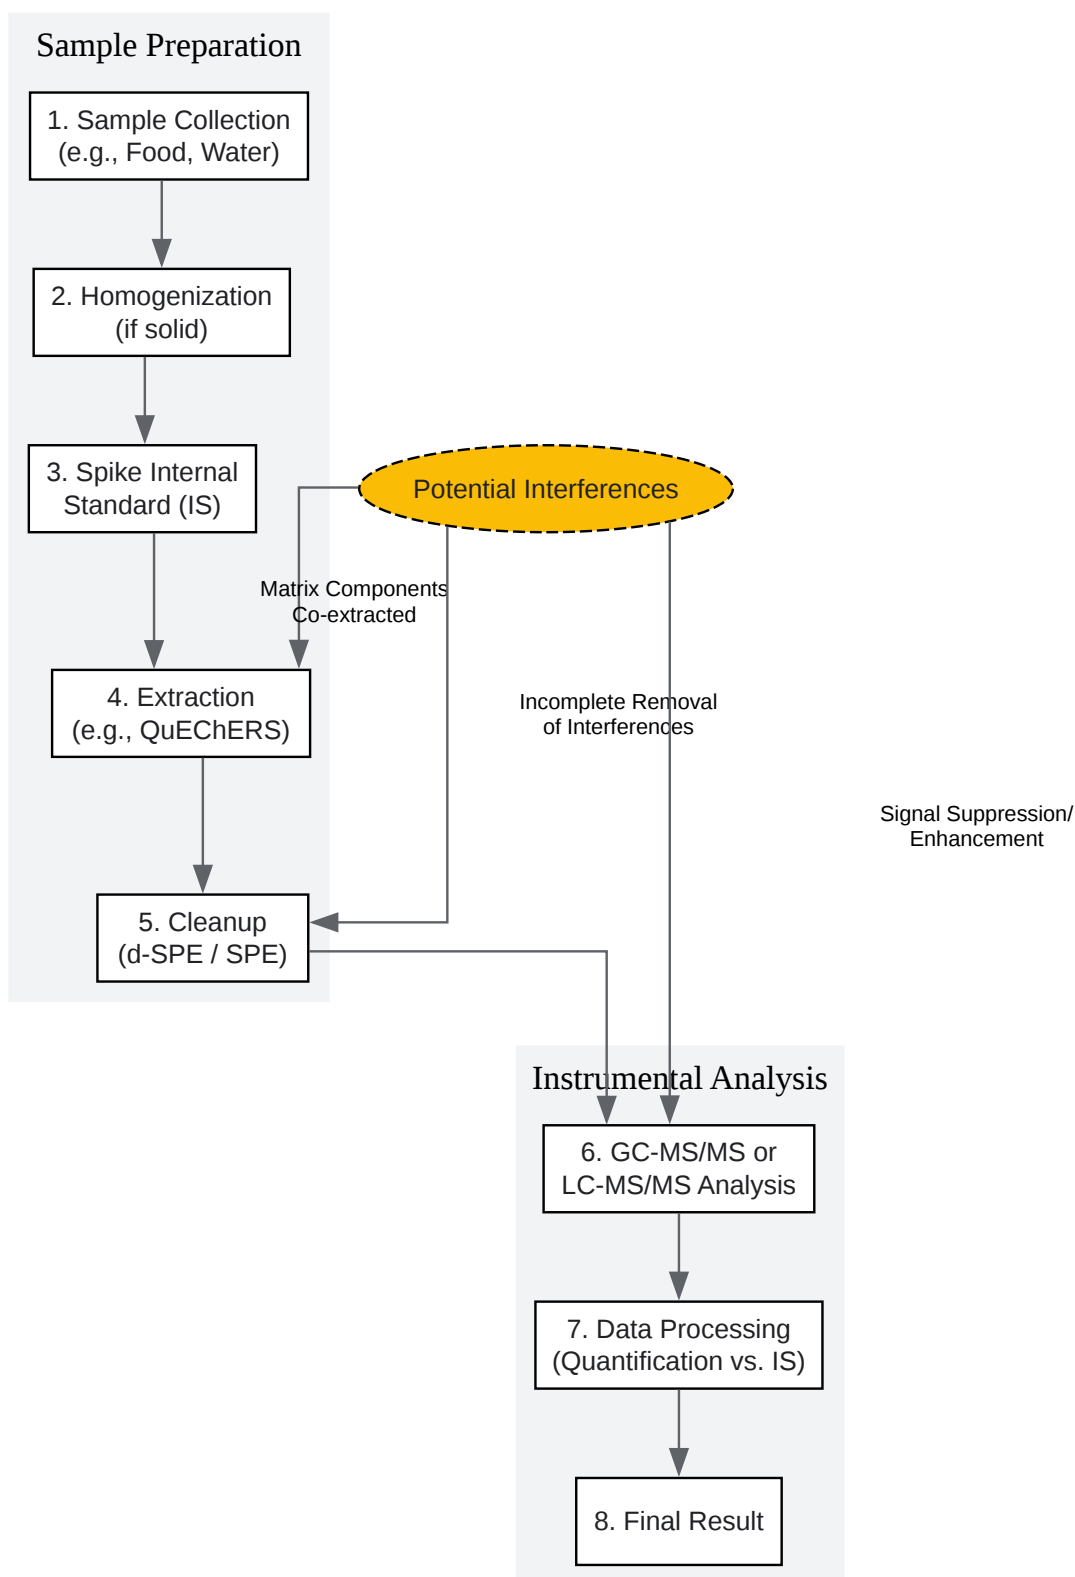 Sample Preparation
1. Sample Collection
(e.g., Food, Water)
2. Homogenization
(if solid)
3. Spike Internal
Standard (IS)
Potential Interferences
Matrix Components
Co-extracted
4. Extraction
(e.g., QuEChERS)
Incomplete Removal
of Interferences
Signal Suppression/
Enhancement
5. Cleanup
(d-SPE / SPE)
Instrumental Analysis
6. GC-MS/MS or
LC-MS/MS Analysis
7. Data Processing
(Quantification vs. IS)
8. Final Result